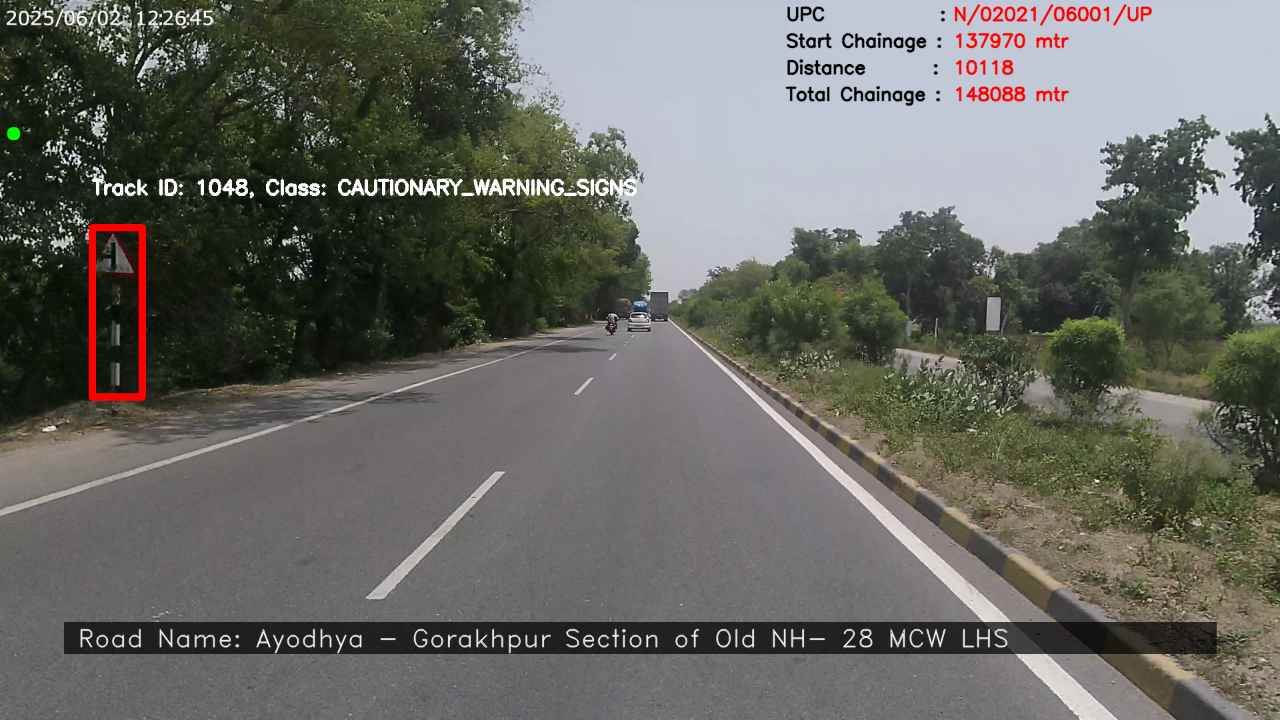 2025/06/02, 12:26:45
UPC : N/02021/06001/UP
Start Chainage : 137970 mtr
Distance : 10118
Total Chainage : 148088 mtr
Track ID: 1048, Class: CAUTIONARY_WARNING_SIGNS
Road Name: Ayodhya - Gorakhpur Section of Old NH- 28 MCW LHS